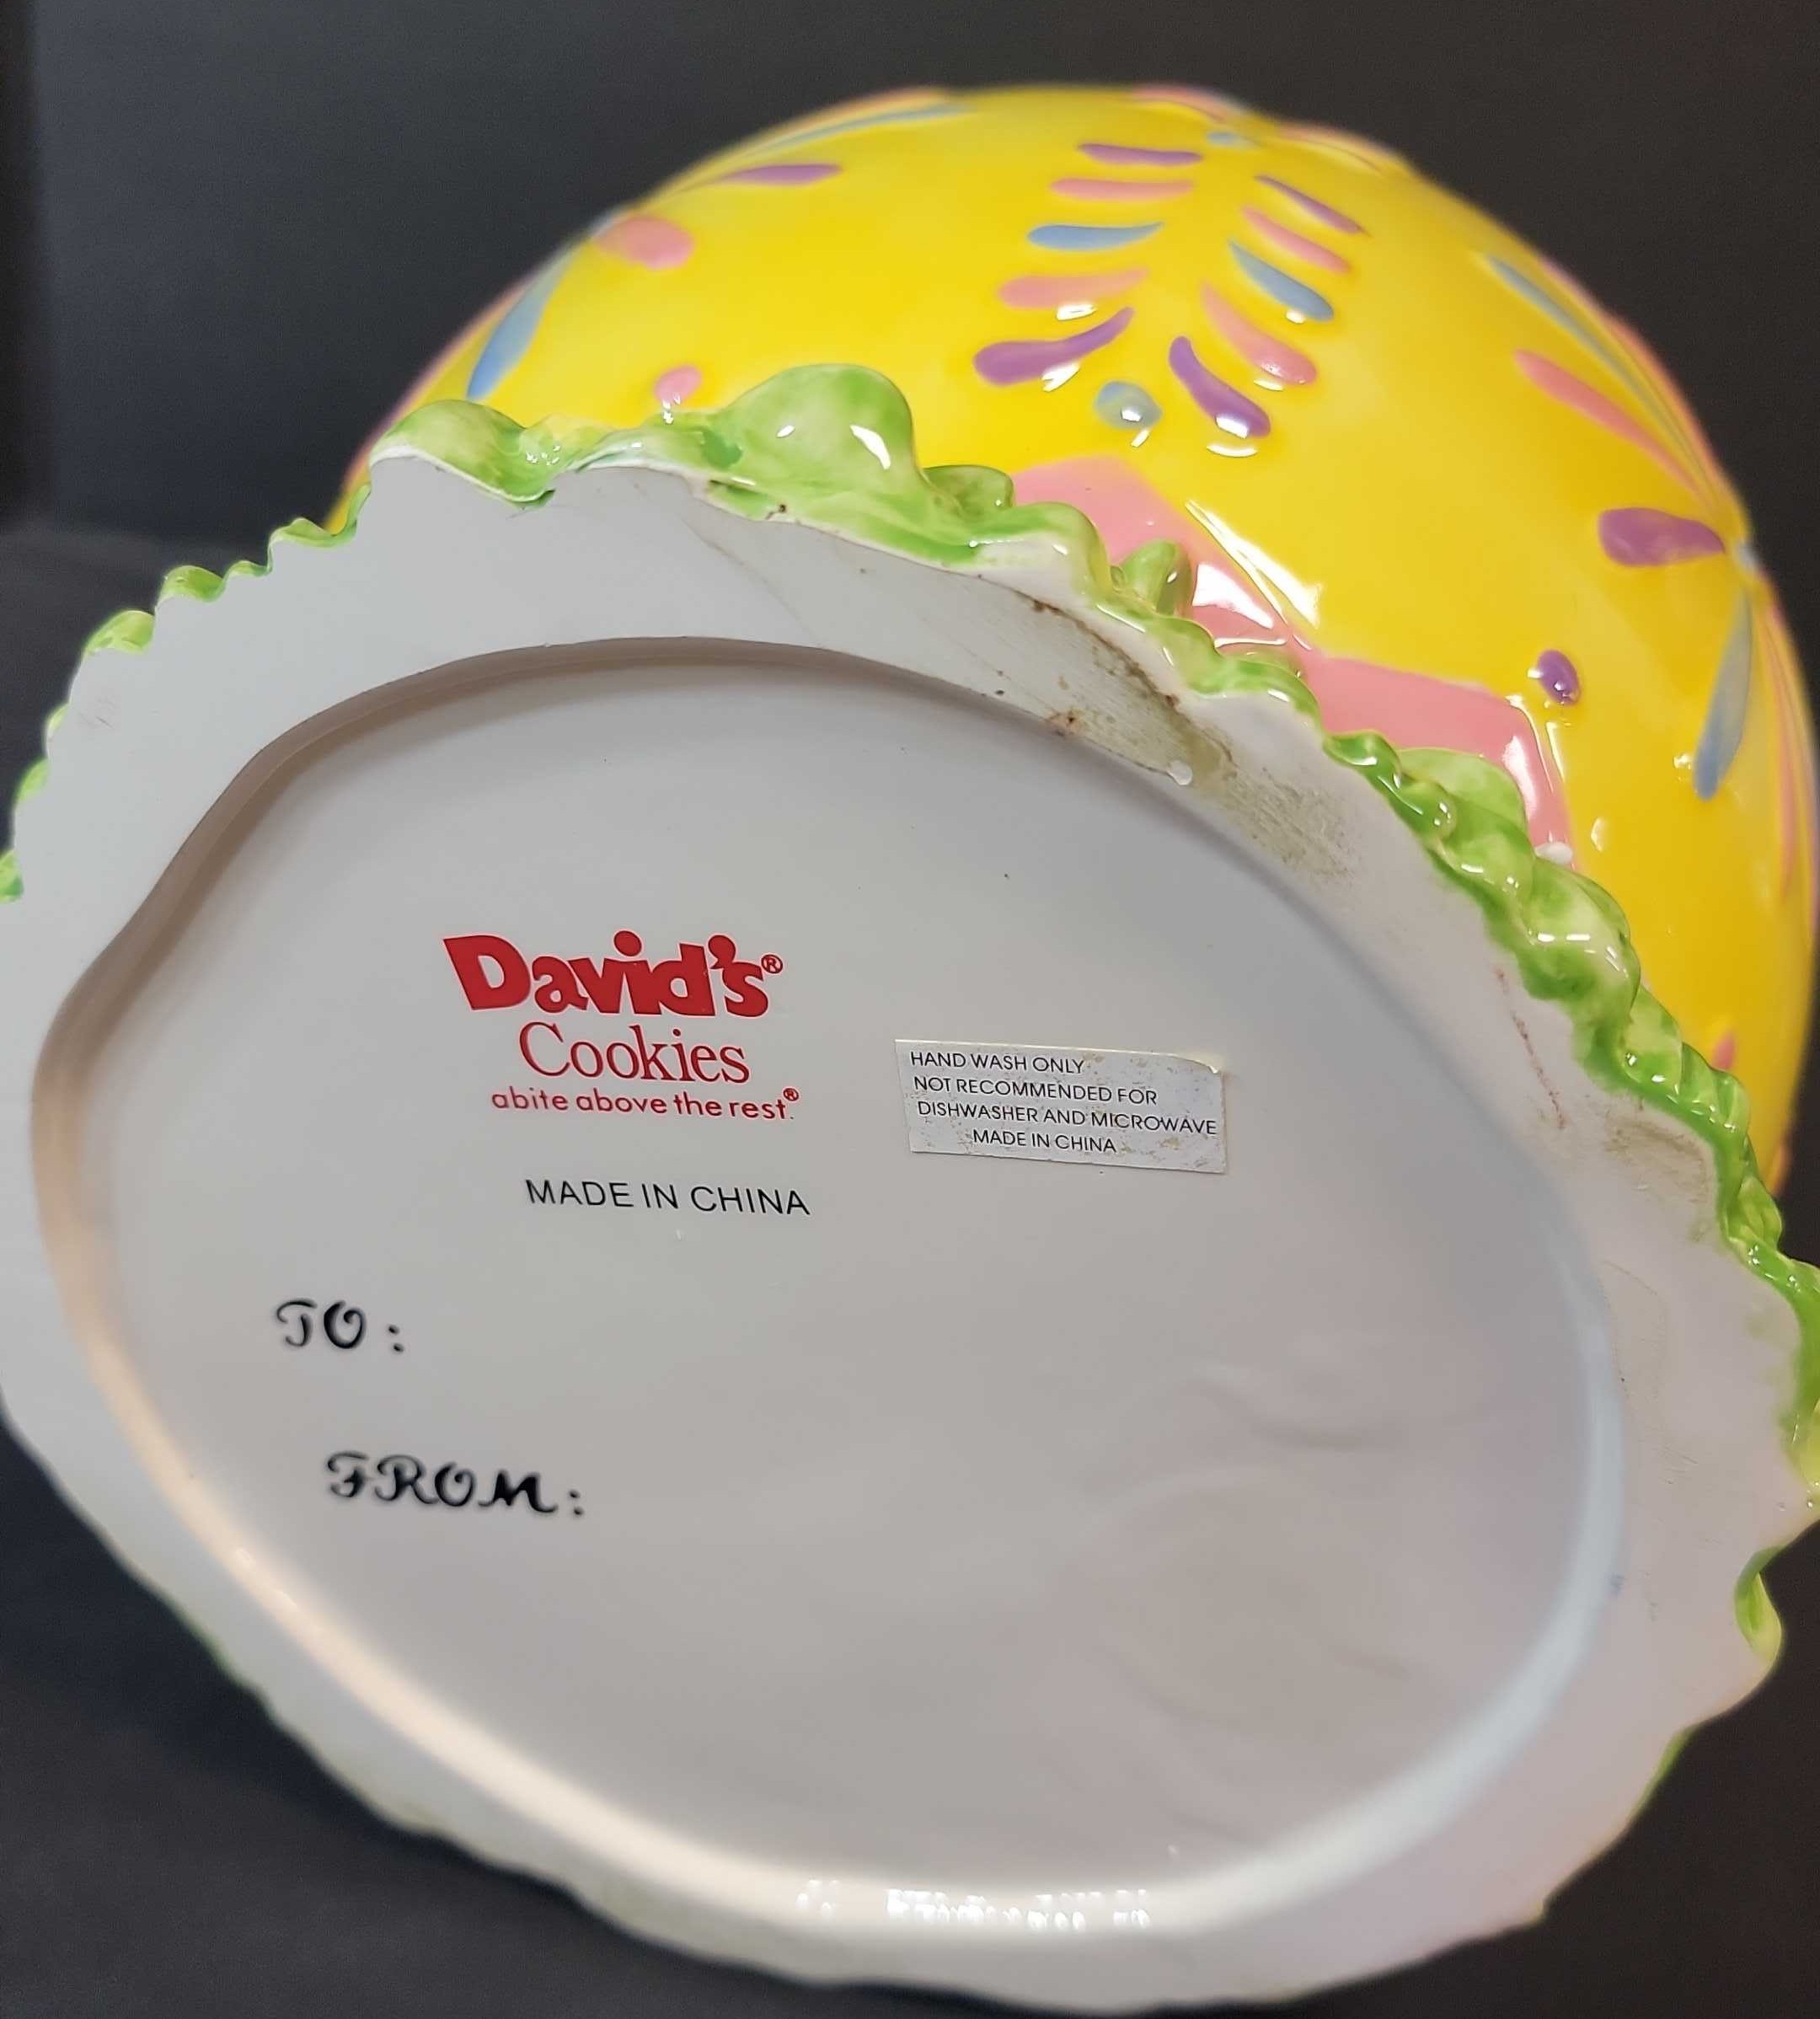 David's®
Cookies
abite above the rest.®
MADE IN CHINA
HAND WASH ONLY
NOT RECOMMENDED FOR
DISHWASHER AND MICROWAVE
MADE IN CHINA
TO:
FROM: